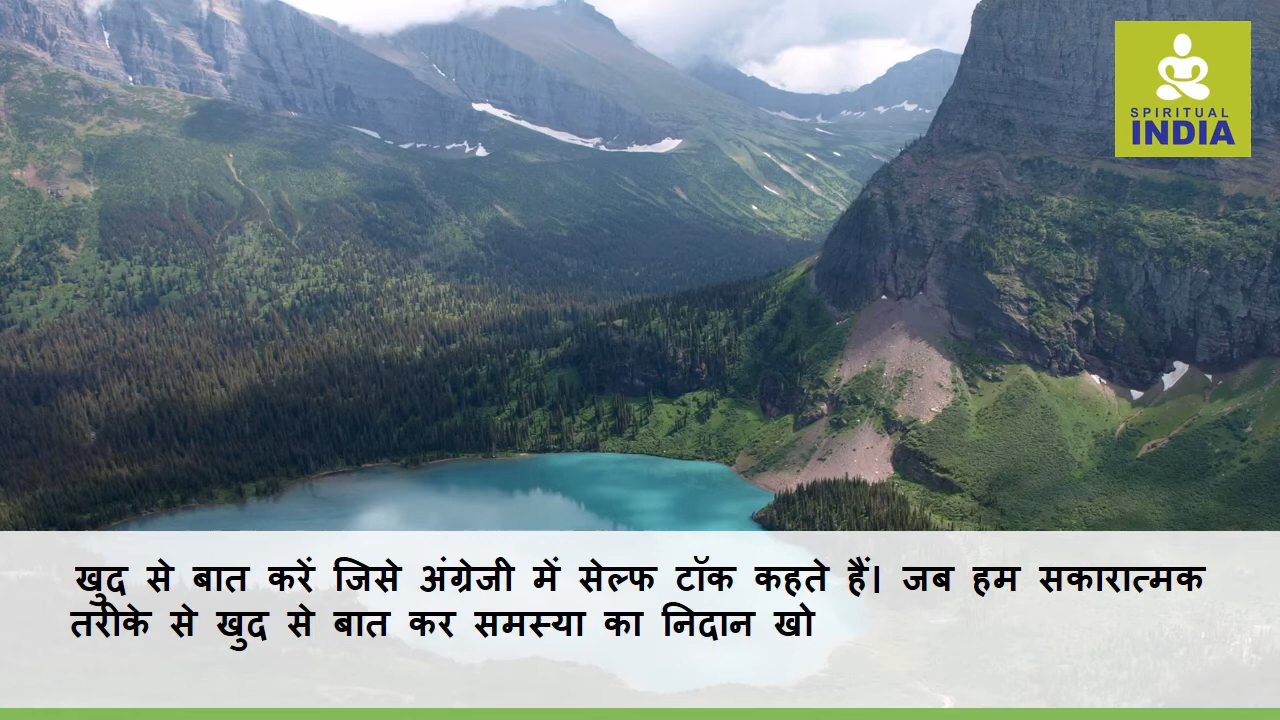 SPIRITUAL
INDIA
खुद से बात करें जिसे अंग्रेजी में सेल्फ टॉक कहते हैं। जब हम सकारात्मक
तरीके से खुद से बात कर समस्या का निदान खो